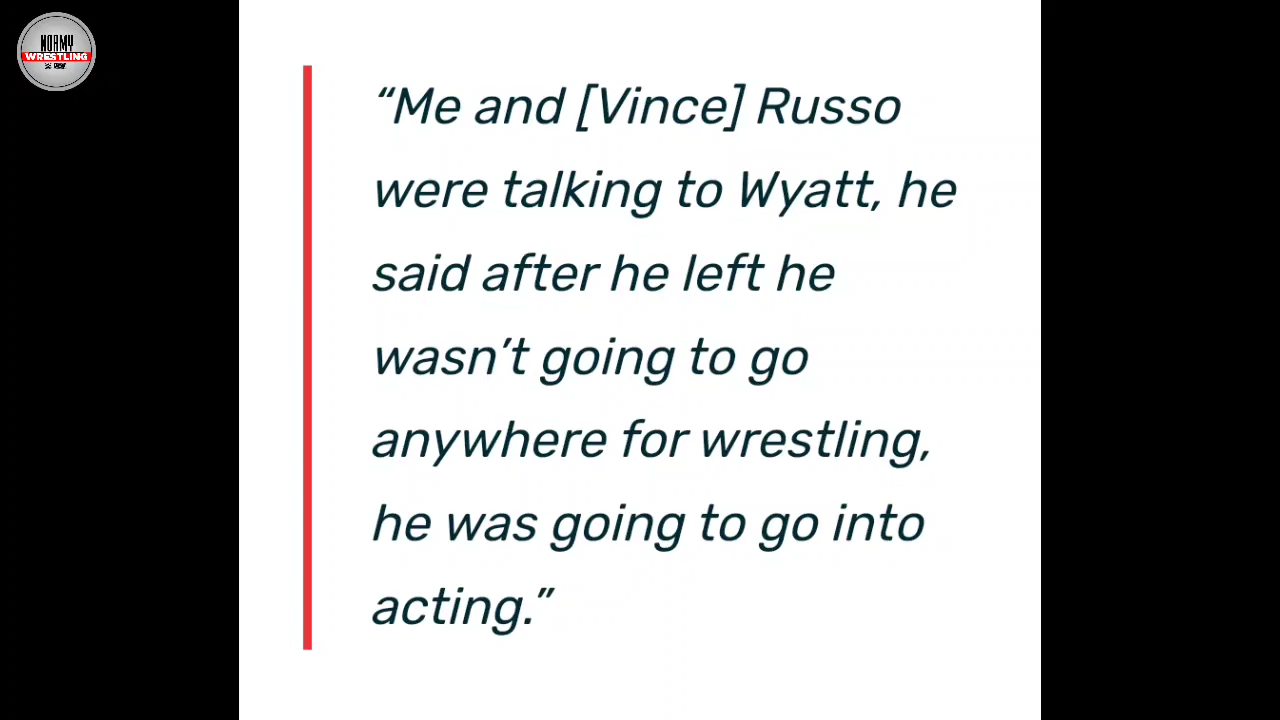 NORMY
WRESTLING
“Me and [Vince] Russo
were talking to Wyatt, he
said after he left he
wasn’t going to go
anywhere for wrestling,
he was going to go into
acting.”